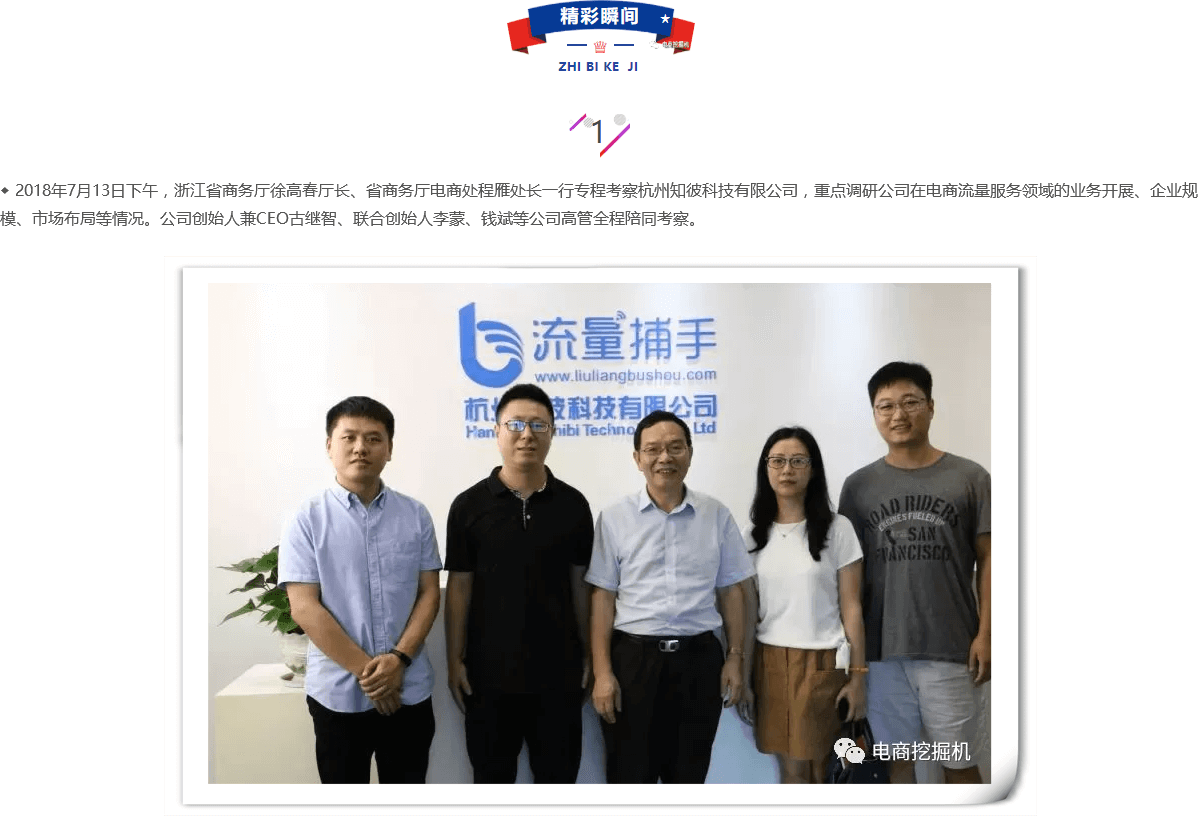 精彩瞬间
电商挖掘机
ZHI BI KE JI
1
2018年7月13日下午，浙江省商务厅徐高春厅长、省商务厅电商处程雁处长一行专程考察杭州知彼科技有限公司，重点调研公司在电商流量服务领域的业务开展、企业规
模、市场布局等情况。公司创始人兼CEO古继智、联合创始人李蒙、钱斌等公司高管全程陪同考察。
流量捕手
www.liuliangbushou.com
杭 彼科技有限公司
Han hibi Techno Ltd
ROAD RIDERS
ENGINES FUELED
SAN
FRANCISCO
电商挖掘机